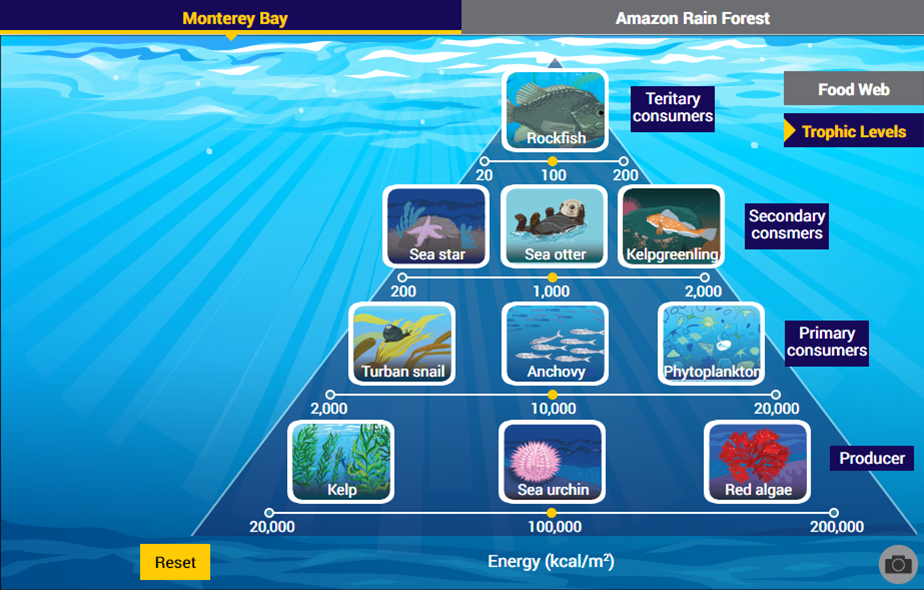 Monterey Bay
Amazon Rain Forest
Food Web
Trophic Levels
Teritary
consumers
Rockfish
20 100 200
Secondary
consmers
Sea star
Sea otter
Kelpgreenling
200 1,000 2,000
Primary
consumers
Turban snail
Anchovy
Phytoplankton
2,000 10,000 20,000
Producer
Kelp
Sea urchin
Red algae
20,000 100,000 200,000
Reset
Energy (kcal/m²)